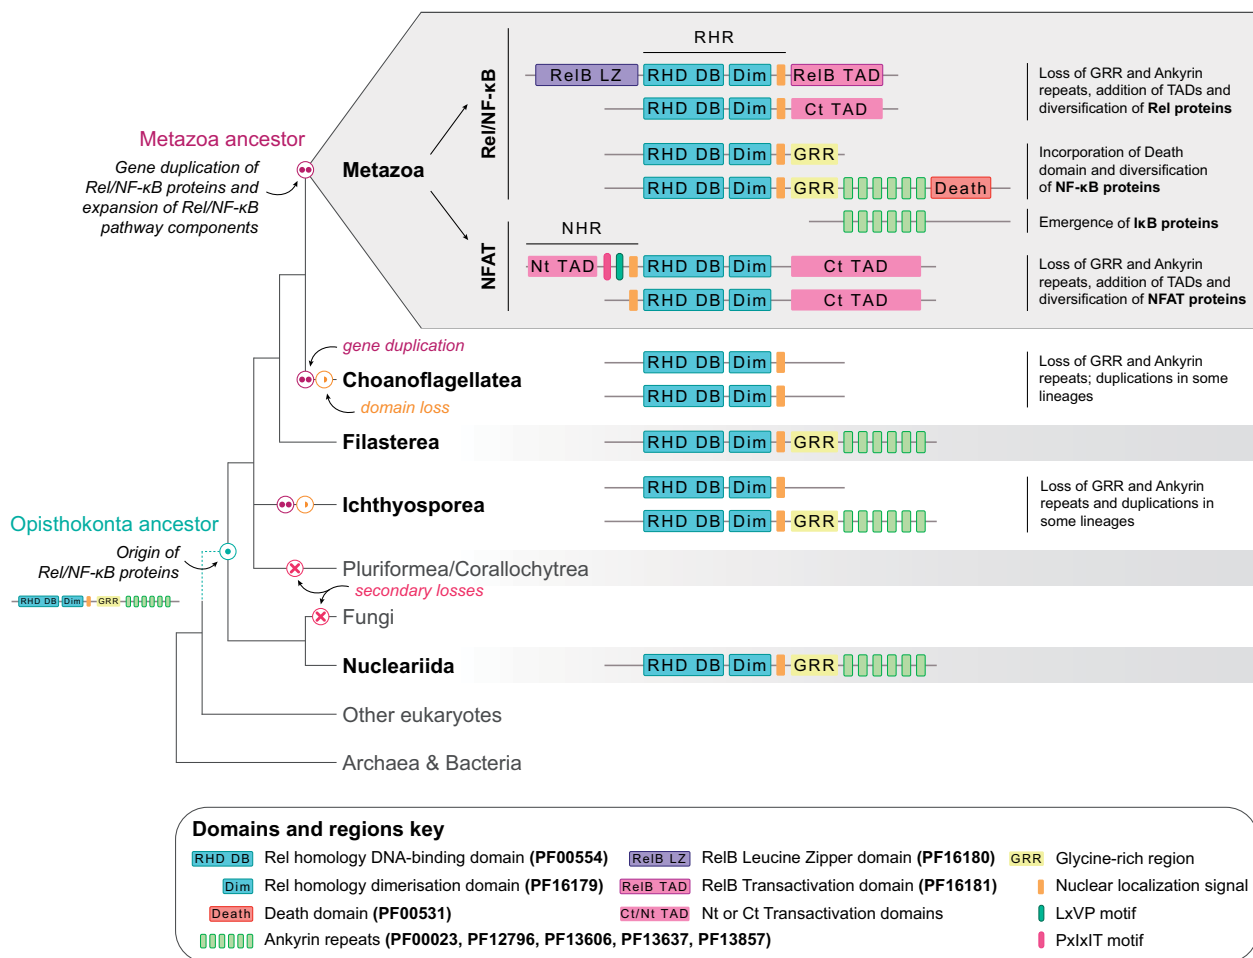 RHR
Rel/NF-κB
RelB LZ RHD DB Dim RelB TAD
RHD DB Dim Ct TAD
Loss of GRR and Ankyrin
repeats, addition of TADs and
diversification of Rel proteins
Metazoa ancestor
Gene duplication of
Rel/NF-κB proteins and
expansion of Rel/NF-κB
pathway components
Metazoa
RHD DB Dim GRR
RHD DB Dim GRR Death
Incorporation of Death
domain and diversification
of NF-κB proteins
Emergence of IκB proteins
NHR
NFAT
Nt TAD RHD DB Dim Ct TAD
RHD DB Dim Ct TAD
Loss of GRR and Ankyrin
repeats, addition of TADs and
diversification of NFAT proteins
gene duplication
Choanoflagellatea
domain loss
RHD DB Dim
RHD DB Dim
Loss of GRR and Ankyrin
repeats; duplications in some
lineages
Filasterea
RHD DB Dim GRR
Ichthyosporea
RHD DB Dim
RHD DB Dim GRR
Loss of GRR and Ankyrin
repeats and duplications in
some lineages
Opisthokonta ancestor
Origin of
Rel/NF-κB proteins
RHD DB Dim GRR
Pluriformea/Corallochytrea
secondary losses
Fungi
Nucleariida
RHD DB Dim GRR
Other eukaryotes
Archaea & Bacteria
Domains and regions key
RHD DB Rel homology DNA-binding domain (PF00554)
Dim Rel homology dimerisation domain (PF16179)
Death Death domain (PF00531)
Ankyrin repeats (PF00023, PF12796, PF13606, PF13637, PF13857)
RelB LZ RelB Leucine Zipper domain (PF16180)
RelB TAD RelB Transactivation domain (PF16181)
Ct/Nt TAD Nt or Ct Transactivation domains
GRR Glycine-rich region
Nuclear localization signal
LxVP motif
PxIxIT motif